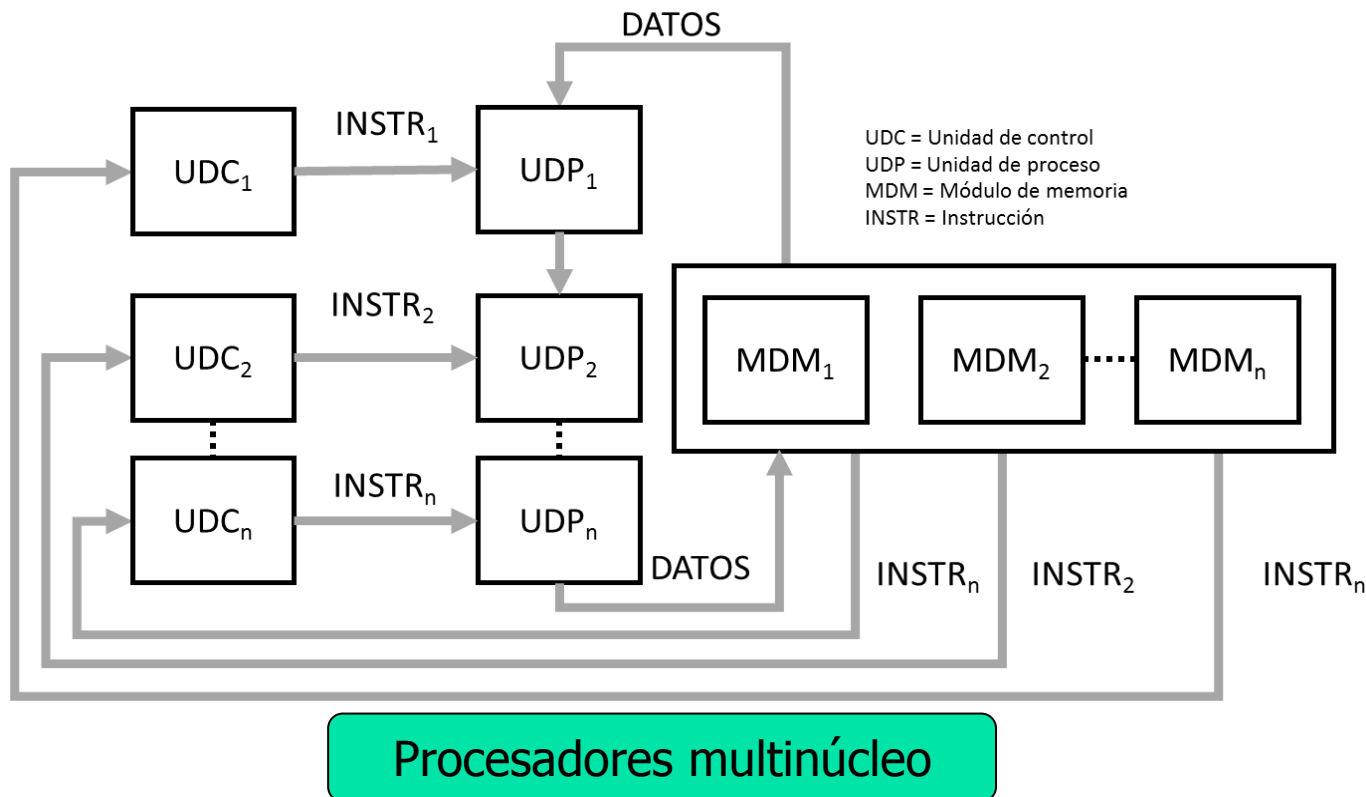 DATOS
INSTR₁
UDC₁
UDP₁
UDC = Unidad de control
UDP = Unidad de proceso
MDM = Módulo de memoria
INSTR = Instrucción
INSTR₂
UDC₂
UDP₂
MDM₁
MDM₂
MDMₙ
INSTRₙ
UDCₙ
UDPₙ
DATOS
INSTRₙ
INSTR₂
INSTRₙ
Procesadores multinúcleo